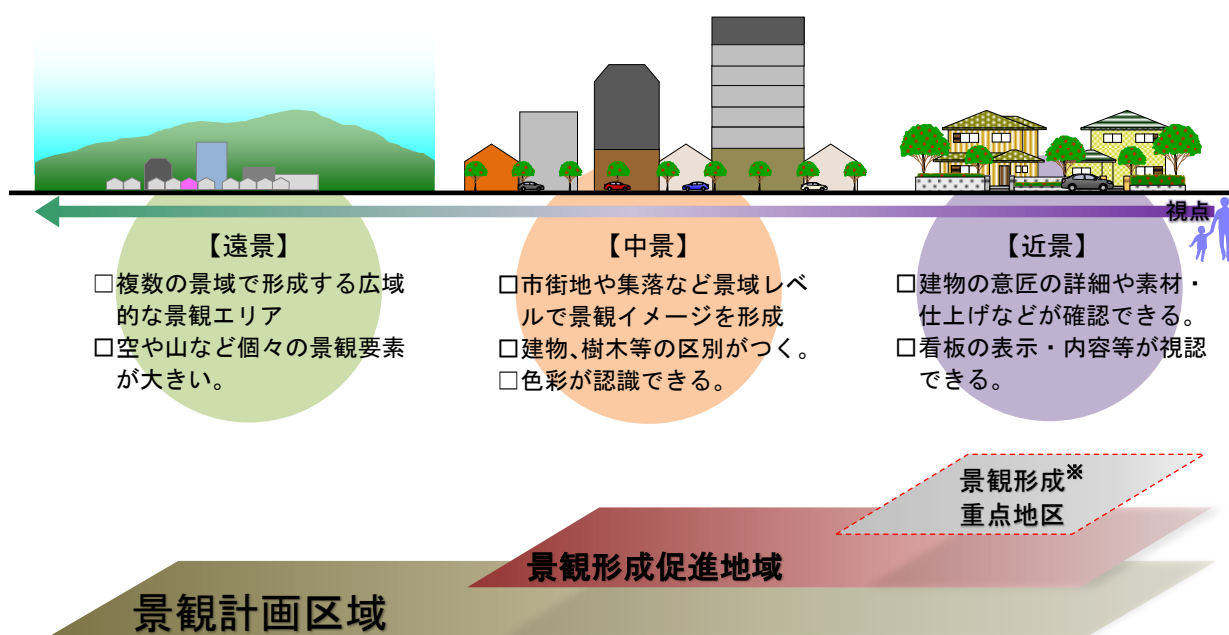 視点
【遠景】
□複数の景域で形成する広域
的な景観エリア
□空や山など個々の景観要素
が大きい。
【中景】
□市街地や集落など景域レベ
ルで景観イメージを形成
□建物、樹木等の区別がつく。
□色彩が認識できる。
【近景】
□建物の意匠の詳細や素材・
仕上げなどが確認できる。
□看板の表示・内容等が視認
できる。
景観形成※
重点地区
景観形成促進地域
景観計画区域